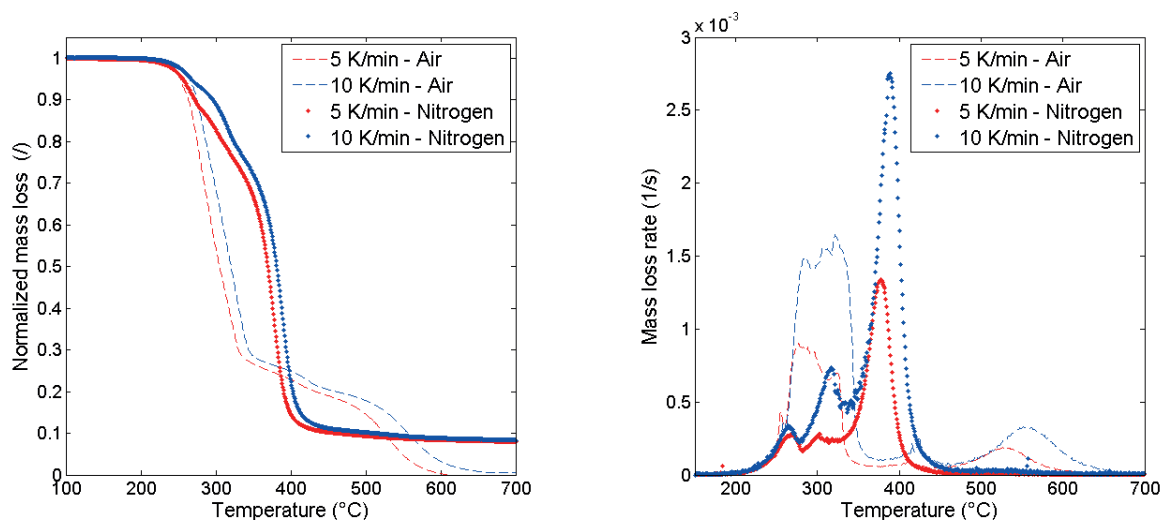 Normalized mass loss (/)
1
0.9
0.8
0.7
0.6
0.5
0.4
0.3
0.2
0.1
0
100 200 300 400 500 600 700
Temperature (°C)
5 K/min - Air
10 K/min - Air
5 K/min - Nitrogen
10 K/min - Nitrogen
x 10⁻³
Mass loss rate (1/s)
3
2.5
2
1.5
1
0.5
0
200 300 400 500 600 700
Temperature (°C)
5 K/min - Air
10 K/min - Air
5 K/min - Nitrogen
10 K/min - Nitrogen